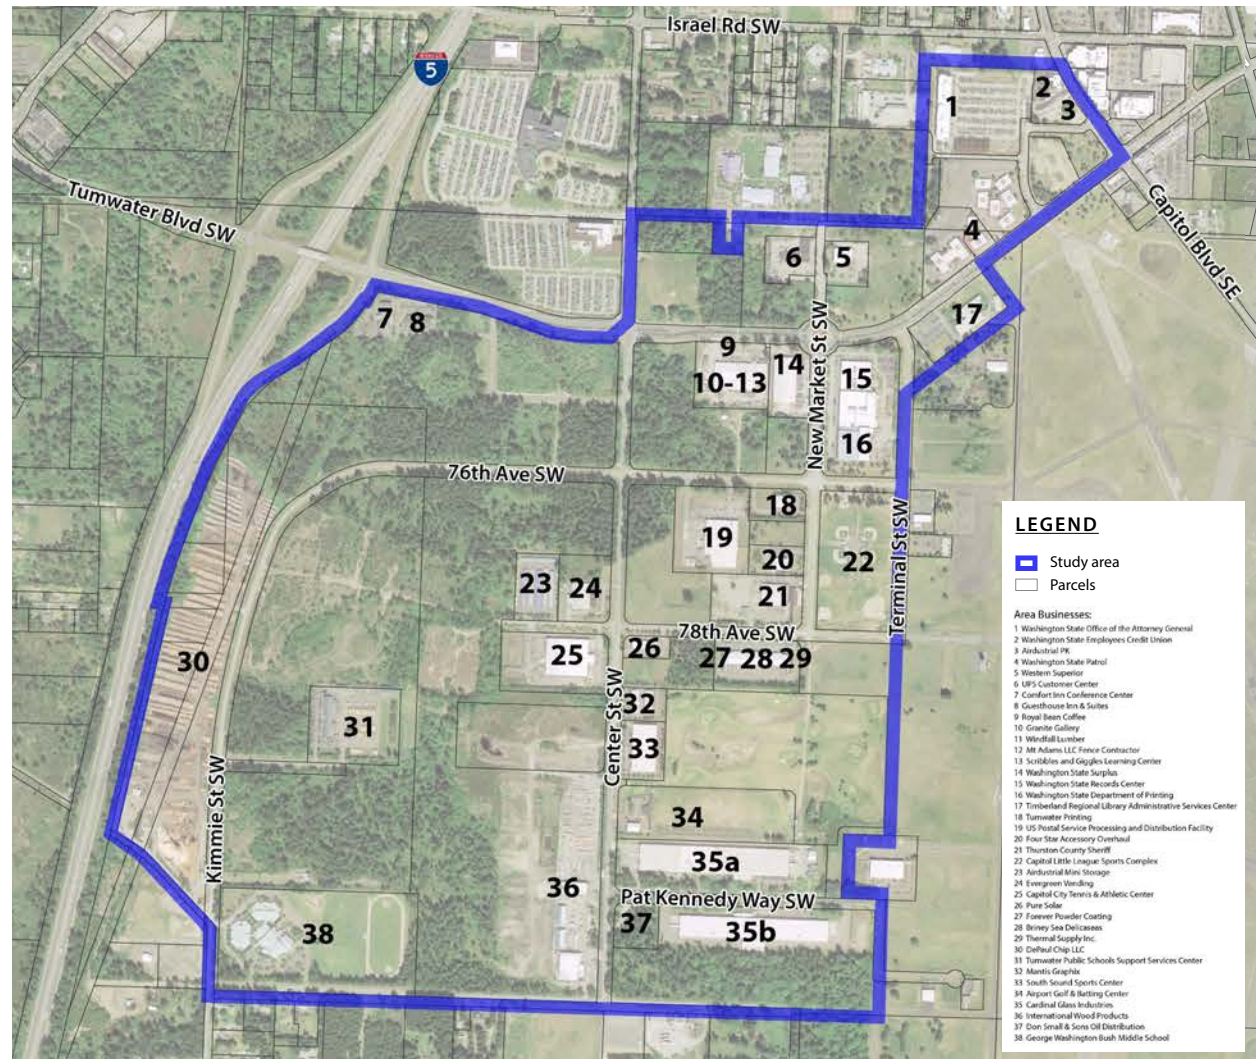 Israel Rd SW
5
Tumwater Blvd SW
Capitol Blvd SE
1
2
3
4
6
5
7
8
17
9
10-13
14
New Market St SW
15
16
76th Ave SW
18
19
20
22
Terminal St SW
23
24
21
78th Ave SW
25
26
27 28 29
30
Center St SW
32
31
33
Kimmie St SW
34
35a
36
Pat Kennedy Way SW
37
35b
38
LEGEND
Study area
Parcels
Area Businesses:
1 Washington State Office of the Attorney General
2 Washington State Employees Credit Union
3 Airdustrial PK
4 Washington State Patrol
5 Western Superior
6 UPS Customer Center
7 Comfort Inn Conference Center
8 Guesthouse Inn & Suites
9 Royal Bean Coffee
10 Granite Gallery
11 Windfall Lumber
12 Mt Adams LLC Fence Contractor
13 Scribbles and Giggles Learning Center
14 Washington State Surplus
15 Washington State Records Center
16 Washington State Department of Printing
17 Timberland Regional Library Administrative Services Center
18 Tumwater Printing
19 US Postal Service Processing and Distribution Facility
20 Four Star Accessory Overhaul
21 Thurston County Sheriff
22 Capitol Little League Sports Complex
23 Airdustrial Mini Storage
24 Evergreen Vending
25 Capitol City Tennis & Athletic Center
26 Pure Solar
27 Forever Powder Coating
28 Briney Sea Delicaseas
29 Thermal Supply Inc.
30 DePaul Chip LLC
31 Tumwater Public Schools Support Services Center
32 Mantis Graphix
33 South Sound Sports Center
34 Airport Golf & Batting Center
35 Cardinal Glass Industries
36 International Wood Products
37 Don Small & Sons Oil Distribution
38 George Washington Bush Middle School